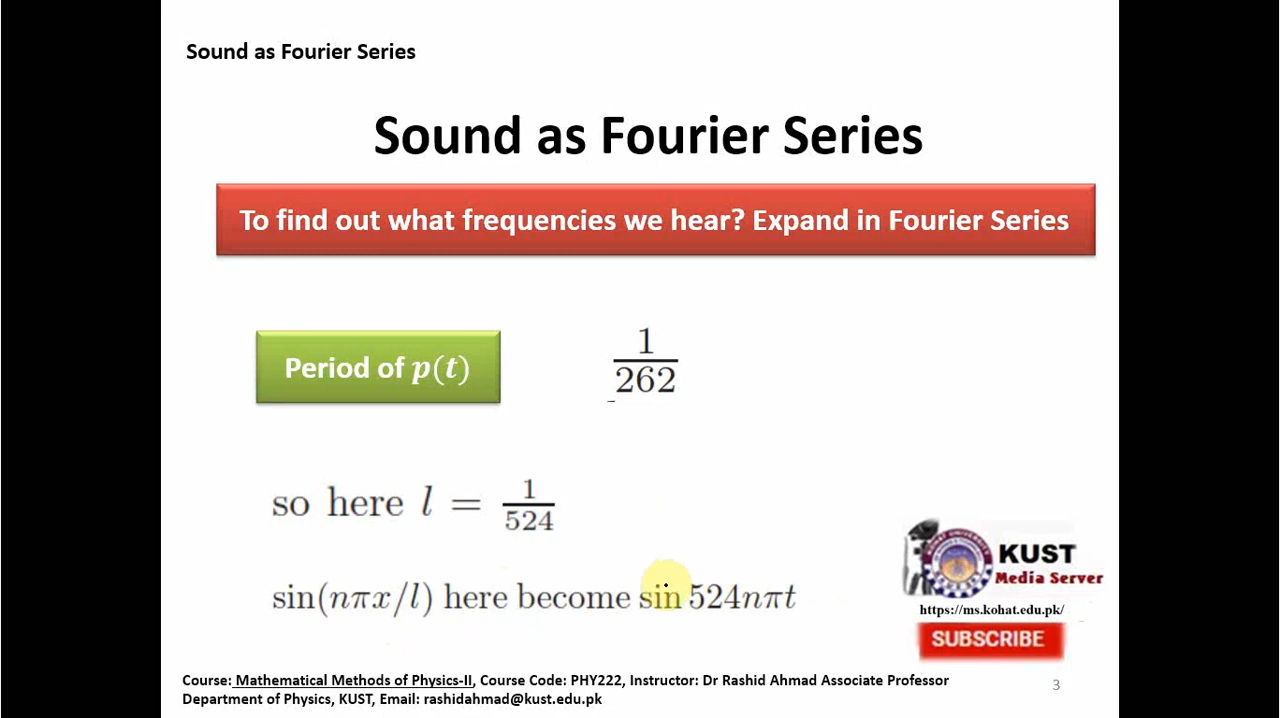 Sound as Fourier Series
Sound as Fourier Series
To find out what frequencies we hear? Expand in Fourier Series
Period of p(t)
1
262
so here l = 1/524
sin(nπx/l) here become sin 524nπt
KUST
Media Server
https://ms.kohat.edu.pk/
SUBSCRIBE
Course: Mathematical Methods of Physics-II, Course Code: PHY222, Instructor: Dr Rashid Ahmad Associate Professor
Department of Physics, KUST, Email: rashidahmad@kust.edu.pk
3